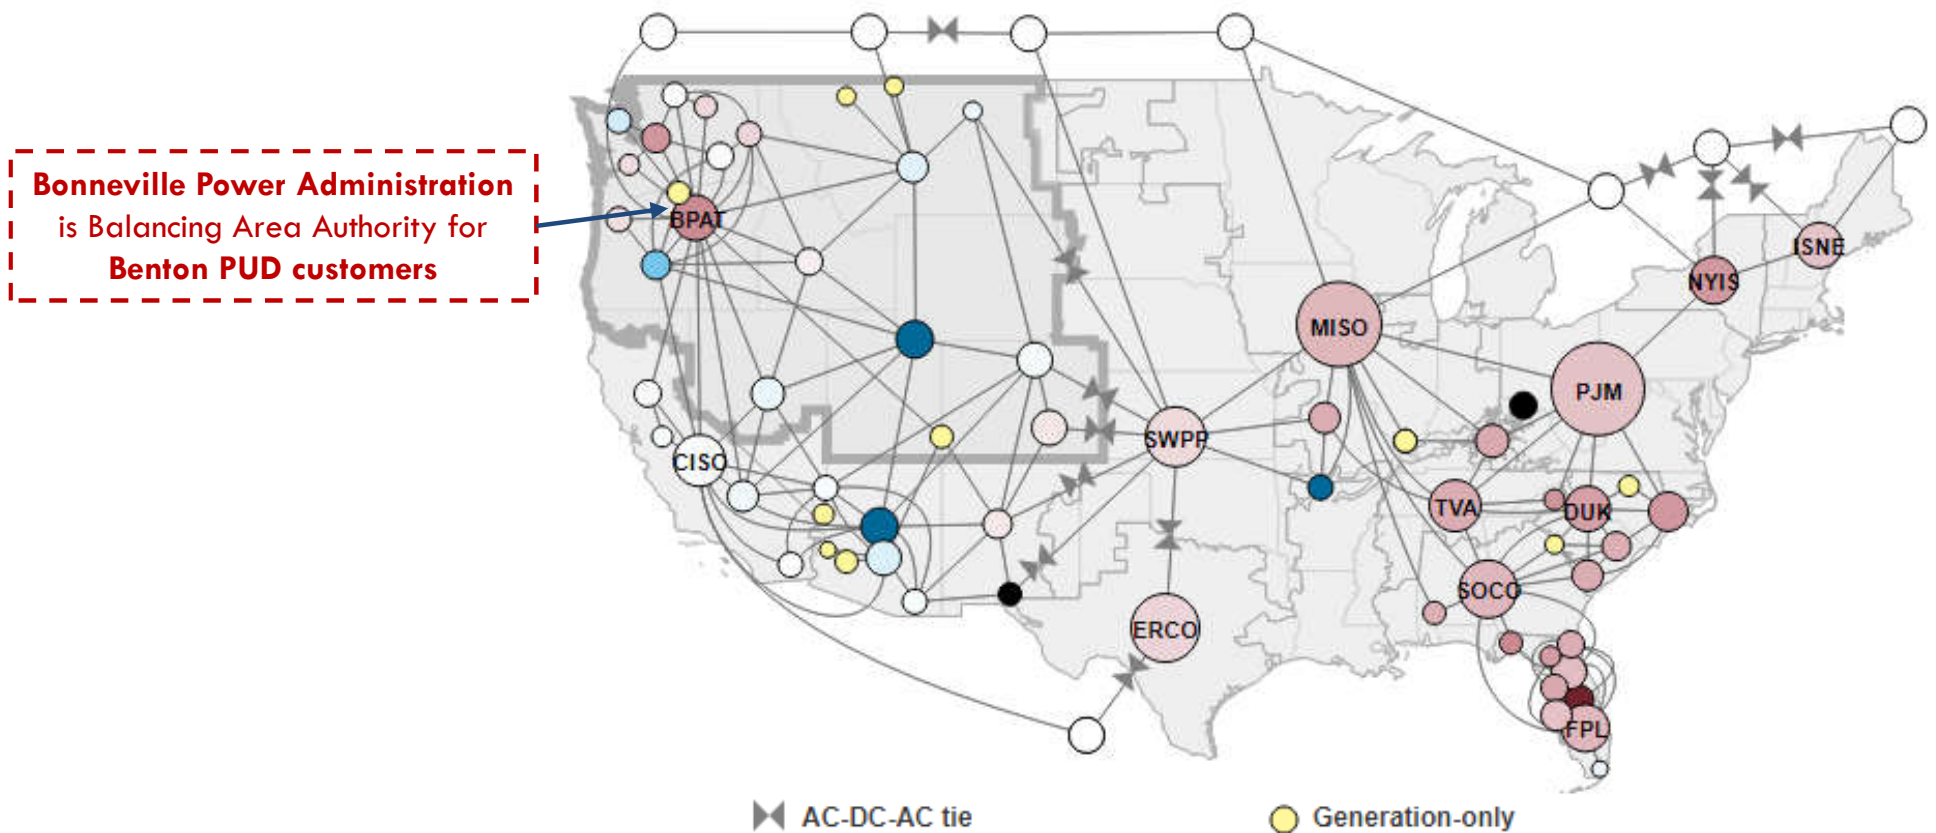 Bonneville Power Administration
is Balancing Area Authority for
Benton PUD customers
BPAT
ISNE
NYIS
MISO
PJM
SWPP
CISO
TVA
DUK
SOCO
ERCO
FPL
AC-DC-AC tie
Generation-only